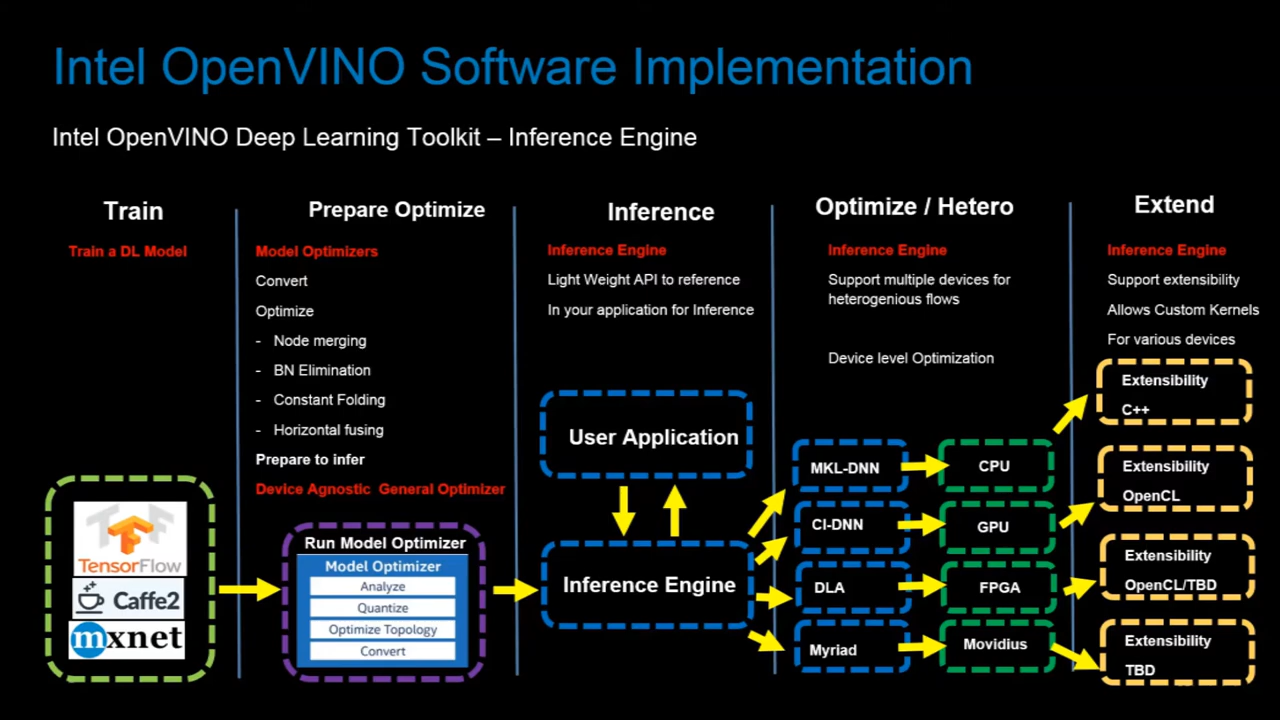 Intel OpenVINO Software Implementation
Intel OpenVINO Deep Learning Toolkit – Inference Engine
Train
Train a DL Model
TensorFlow
Caffe2
mxnet
Prepare Optimize
Model Optimizers
Convert
Optimize
- Node merging
- BN Elimination
- Constant Folding
- Horizontal fusing
Prepare to infer
Device Agnostic General Optimizer
Run Model Optimizer
Model Optimizer
Analyze
Quantize
Optimize Topology
Convert
Inference
Inference Engine
Light Weight API to reference
In your application for Inference
User Application
Inference Engine
Optimize / Hetero
Inference Engine
Support multiple devices for
heterogenious flows
Device level Optimization
MKL-DNN
CPU
CI-DNN
GPU
DLA
FPGA
Myriad
Movidius
Extend
Inference Engine
Support extensibility
Allows Custom Kernels
For various devices
Extensibility
C++
Extensibility
OpenCL
Extensibility
OpenCL/TBD
Extensibility
TBD